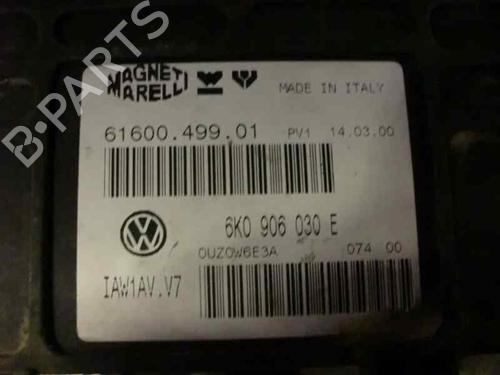 MAGNETI
MARELLI
MADE IN ITALY
61600.499.01 PV1 14.03.00
6K0 906 030 E
0UZ0W6E3A 074 00
IAW1AV.V7
B-PARTS